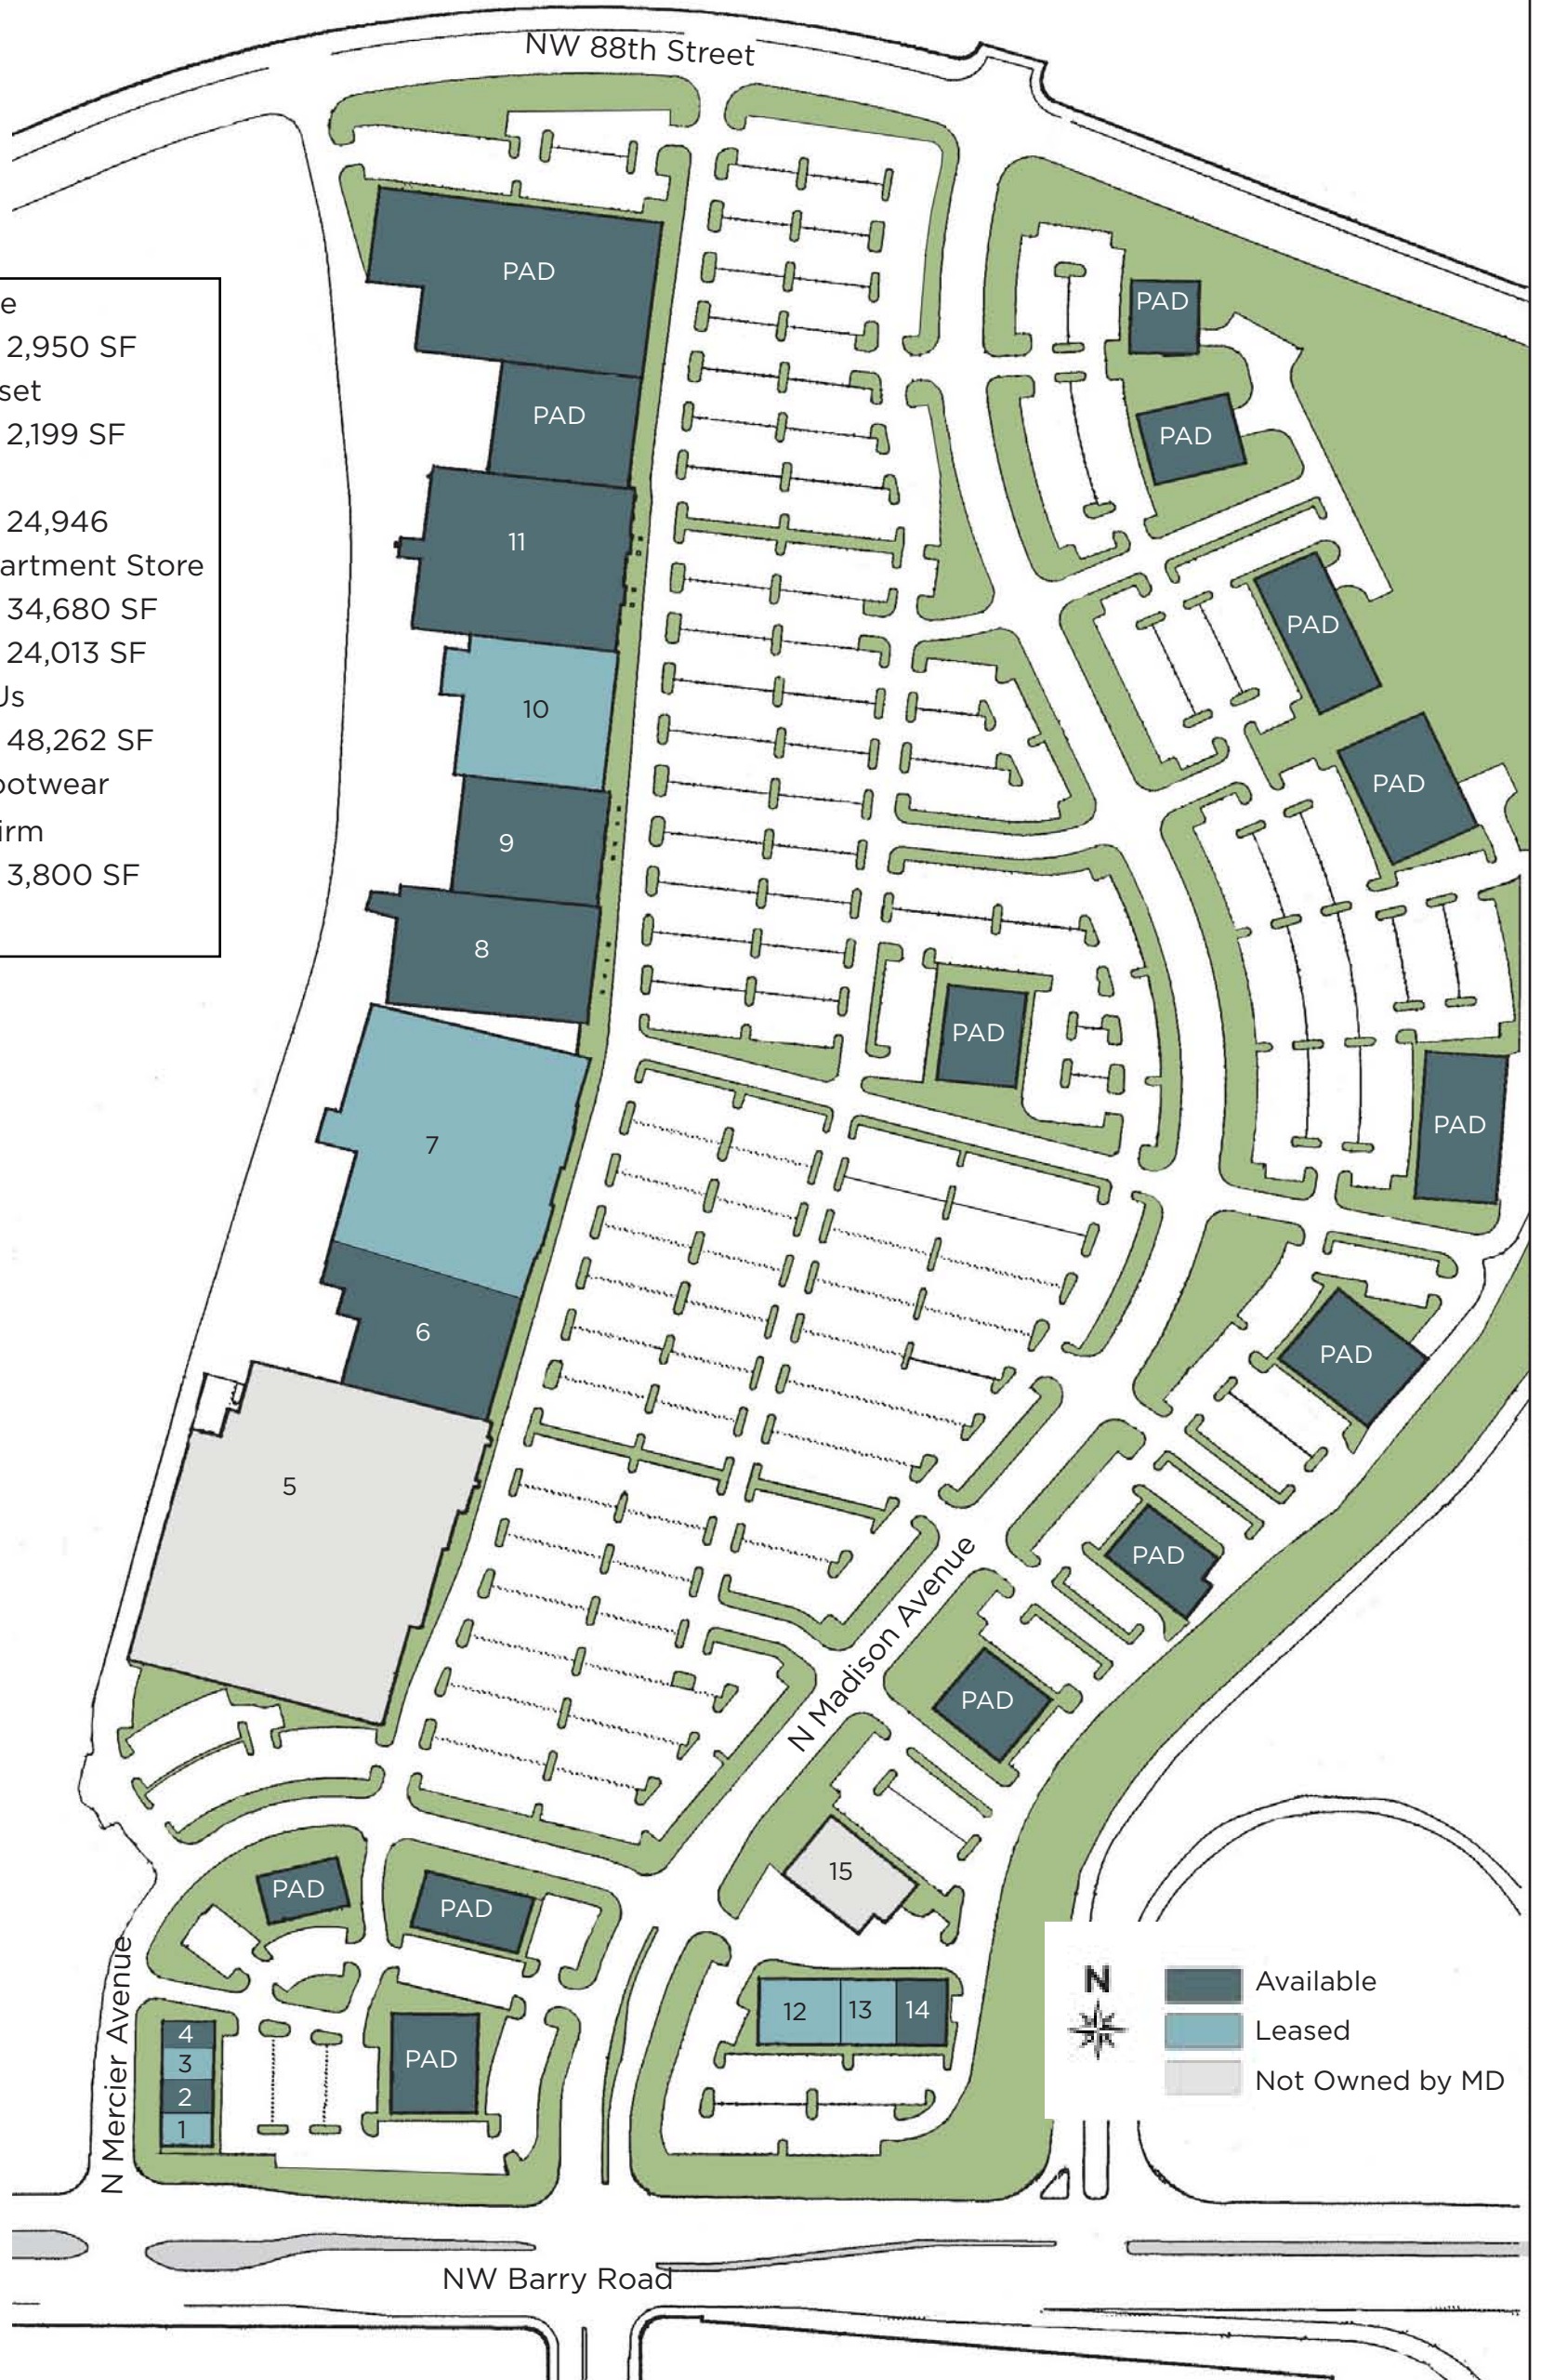 NW 88th Street
e
2,950 SF
set
2,199 SF
24,946
artment Store
34,680 SF
24,013 SF
Us
48,262 SF
ootwear
irm
3,800 SF
PAD
PAD
PAD
PAD
11
PAD
10
PAD
9
8
PAD
7
PAD
6
PAD
5
PAD
N Madison Avenue
PAD
15
PAD
PAD
N Mercier Avenue
4
3
2
1
PAD
12
13
14
N
Available
Leased
Not Owned by MD
NW Barry Road